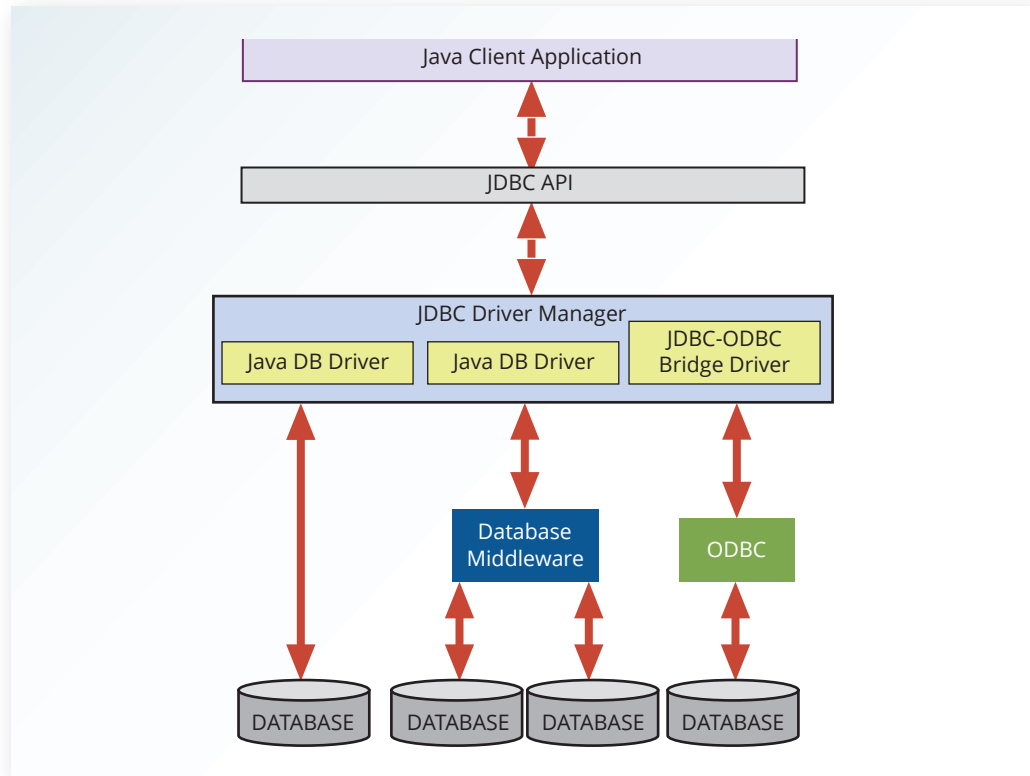 Java Client Application
JDBC API
JDBC Driver Manager
Java DB Driver
Java DB Driver
JDBC-ODBC
Bridge Driver
Database
Middleware
ODBC
DATABASE
DATABASE
DATABASE
DATABASE